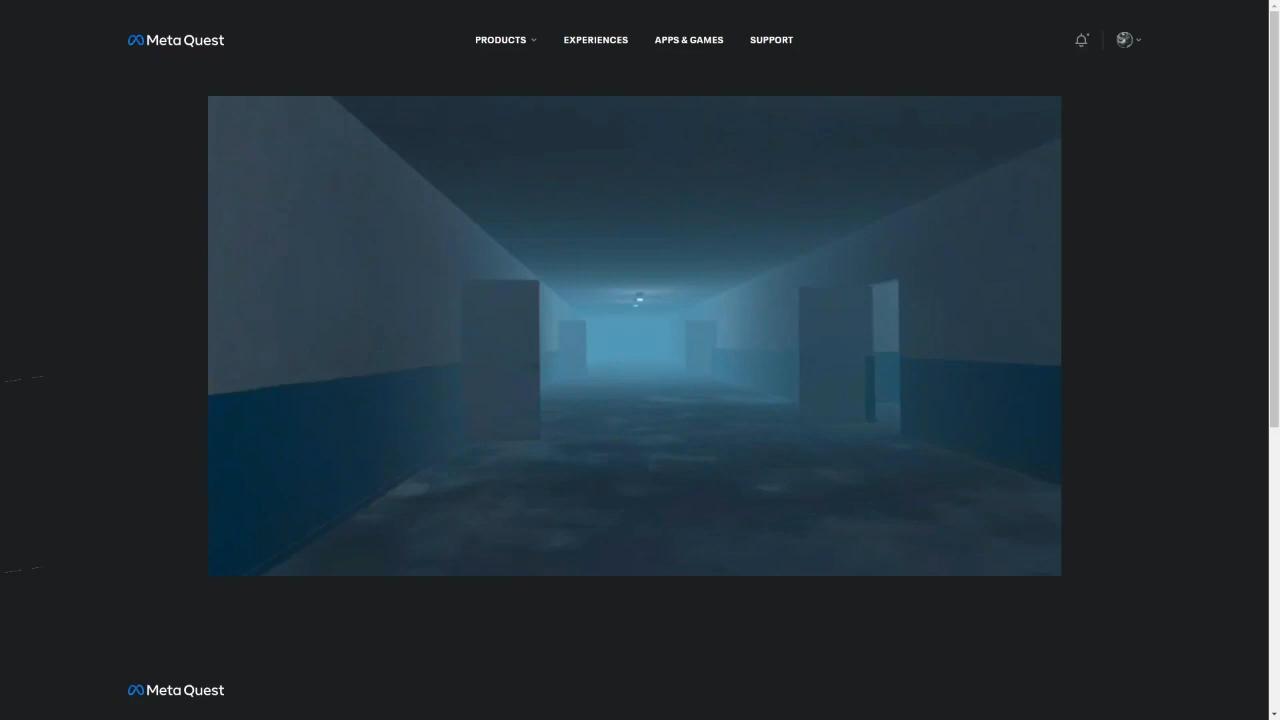 Meta Quest
PRODUCTS
EXPERIENCES
APPS & GAMES
SUPPORT
Meta Quest